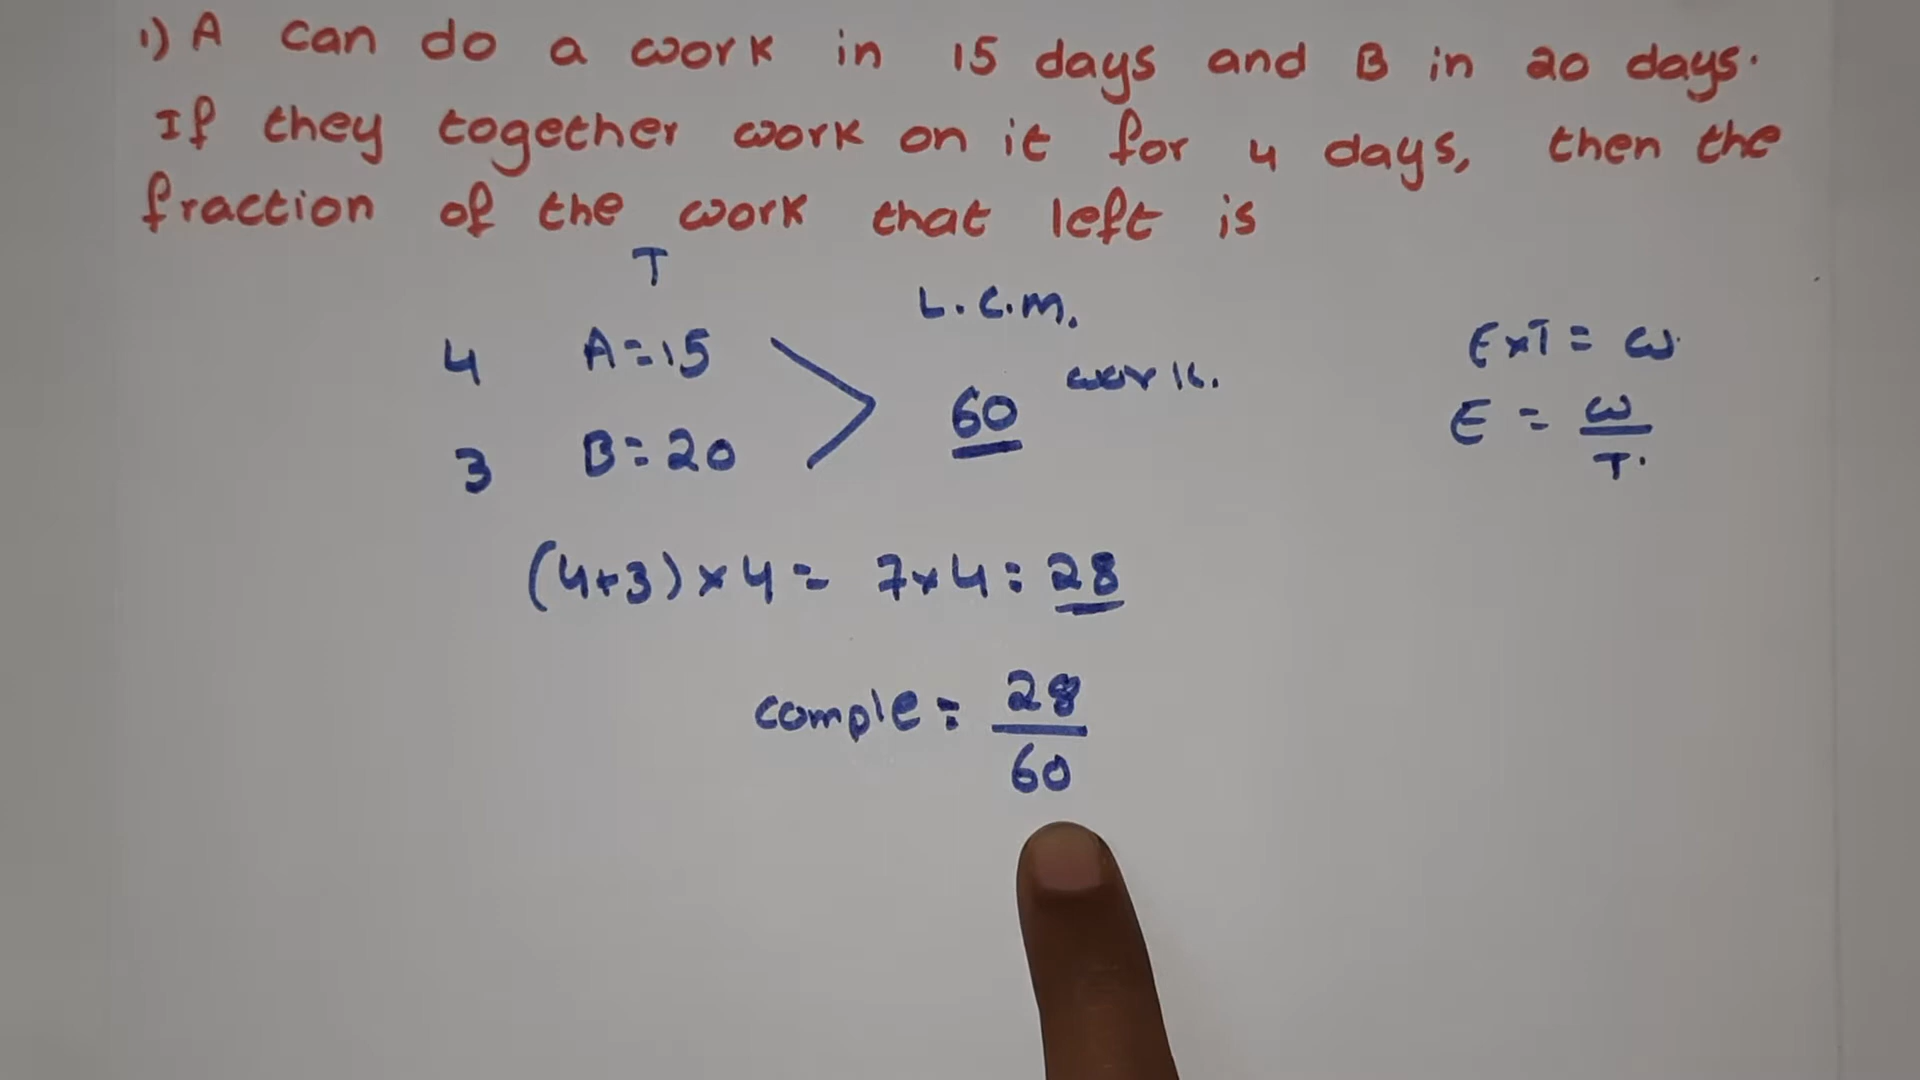 1) A can do a work in 15 days and B in 20 days.
If they together work on it for 4 days, then the
fraction of the work that left is
T
L.C.M.
4 A=15
60 work.
3 B=20
E×T = W
E = W/T.
(4+3)×4= 7×4=28
comple = 28/60